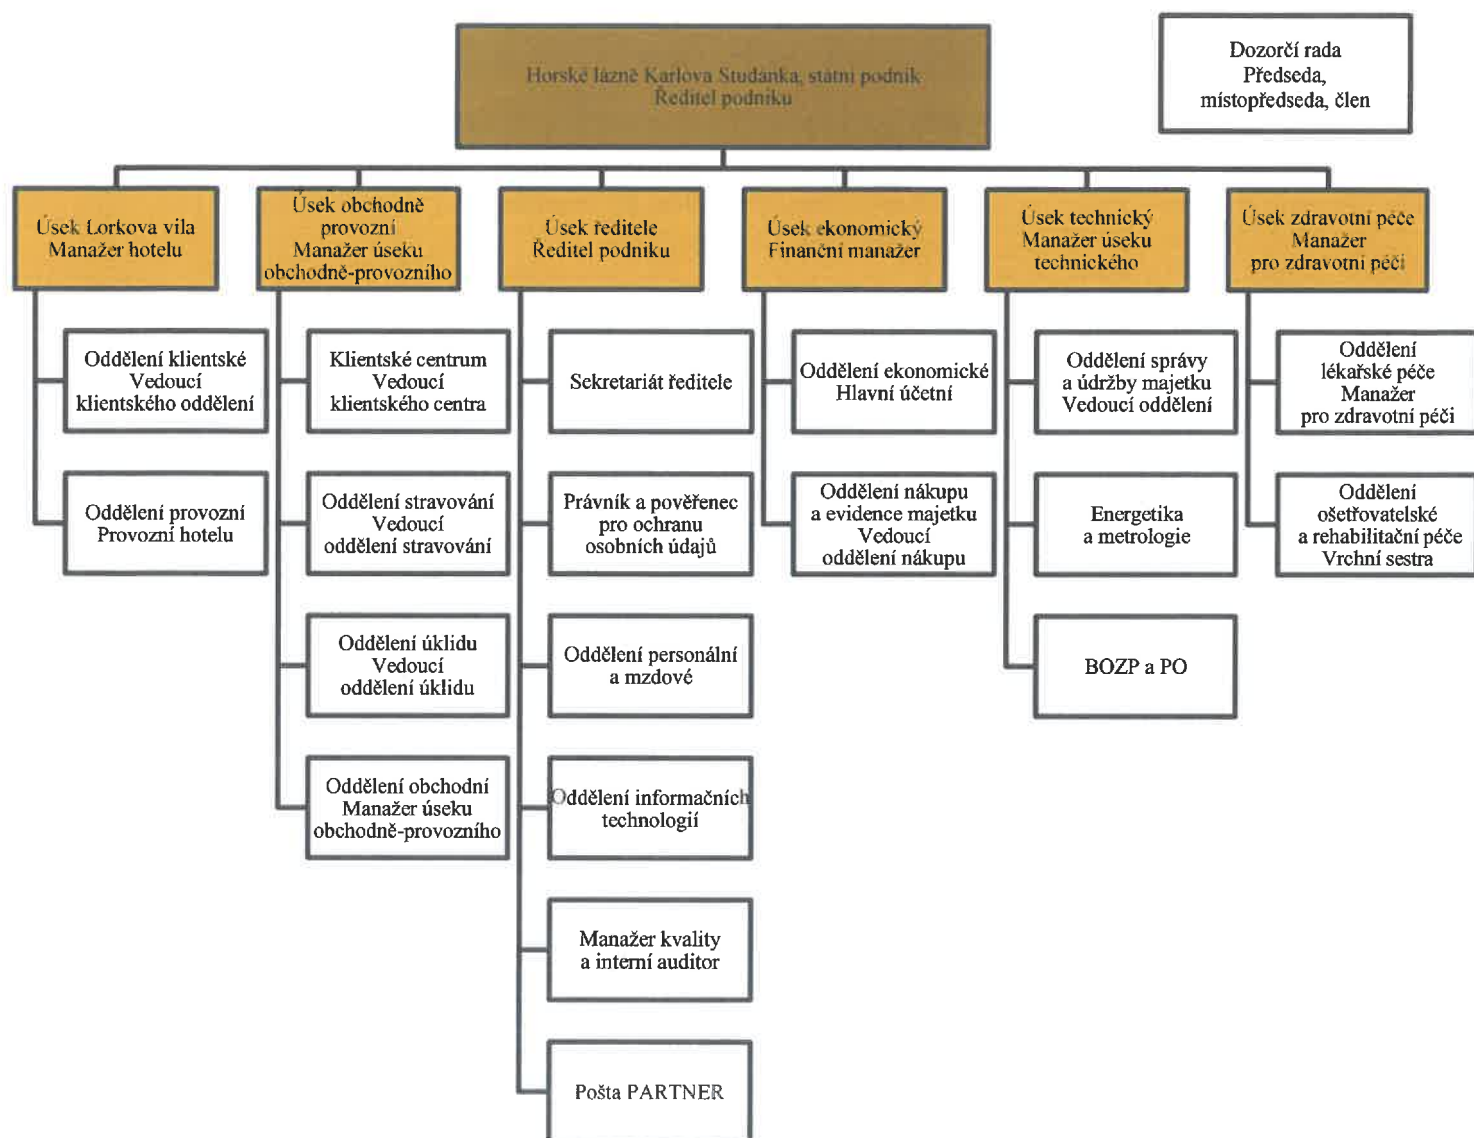 Horské lázně Karlova Studánka, státní podnik
Ředitel podniku
Dozorčí rada
Předseda,
místopředseda, člen
Úsek Lorkova vila
Manažer hotelu
Úsek obchodně
provozní
Manažer úseku
obchodně-provozního
Úsek ředitele
Ředitel podniku
Úsek ekonomický
Finanční manažer
Úsek technický
Manažer úseku
technického
Úsek zdravotní péče
Manažer
pro zdravotní péči
Oddělení klientské
Vedoucí
klientského oddělení
Klientské centrum
Vedoucí
klientského centra
Sekretariát ředitele
Oddělení ekonomické
Hlavní účetní
Oddělení správy
a údržby majetku
Vedoucí oddělení
Oddělení
lékařské péče
Manažer
pro zdravotní péči
Oddělení provozní
Provozní hotelu
Oddělení stravování
Vedoucí
oddělení stravování
Právník a pověřenec
pro ochranu
osobních údajů
Oddělení nákupu
a evidence majetku
Vedoucí
oddělení nákupu
Energetika
a metrologie
Oddělení
ošetřovatelské
a rehabilitační péče
Vrchní sestra
Oddělení úklidu
Vedoucí
oddělení úklidu
Oddělení personální
a mzdové
BOZP a PO
Oddělení obchodní
Manažer úseku
obchodně-provozního
Oddělení informačních
technologií
Manažer kvality
a interní auditor
Pošta PARTNER